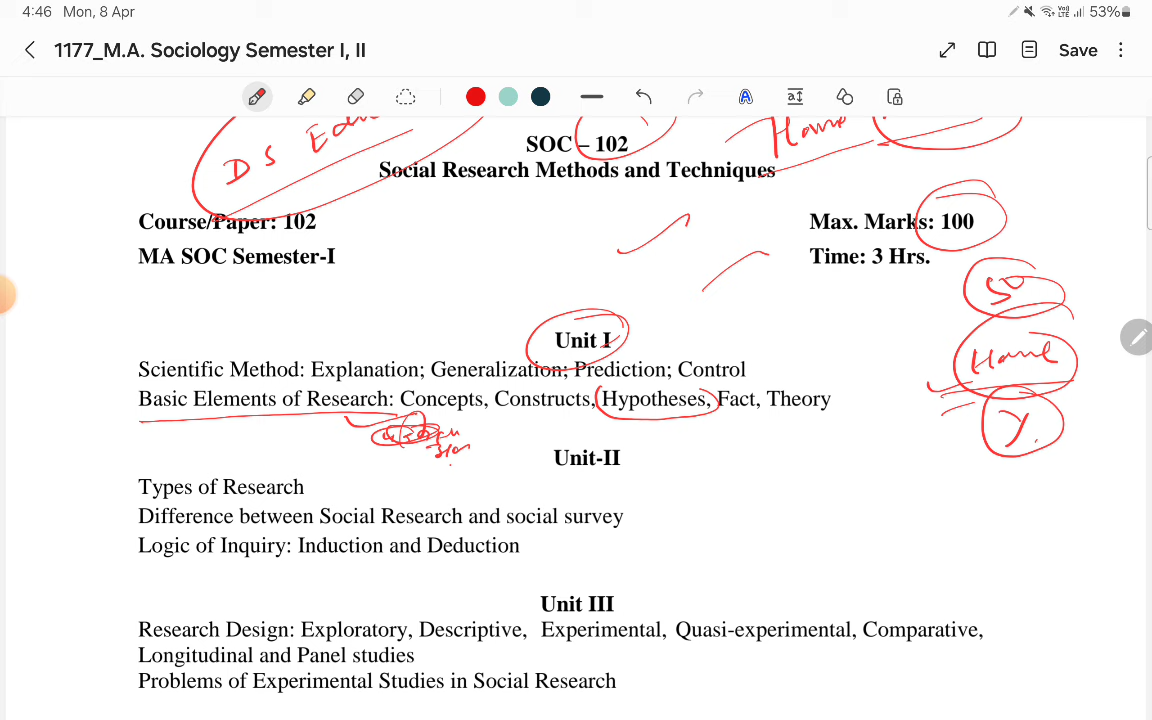 4:46 Mon, 8 Apr 53%
1177_M.A. Sociology Semester I, II Save
D S
SOC – 102
Social Research Methods and Techniques
Course/Paper: 102 Max. Marks: 100
MA SOC Semester-I Time: 3 Hrs.
50
Unit I
Scientific Method: Explanation; Generalization; Prediction; Control
Basic Elements of Research: Concepts, Constructs, Hypotheses, Fact, Theory
Unit-II
Types of Research
Difference between Social Research and social survey
Logic of Inquiry: Induction and Deduction
Unit III
Research Design: Exploratory, Descriptive, Experimental, Quasi-experimental, Comparative,
Longitudinal and Panel studies
Problems of Experimental Studies in Social Research